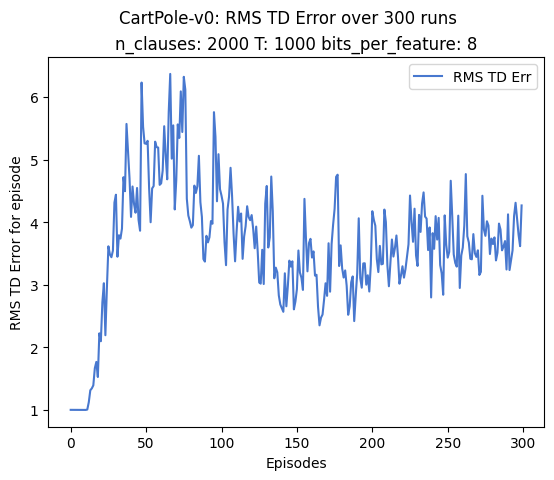 CartPole-v0: RMS TD Error over 300 runs
n_clauses: 2000 T: 1000 bits_per_feature: 8
RMS TD Err
RMS TD Error for episode
6
5
4
3
2
1
0
50
100
150
200
250
300
Episodes